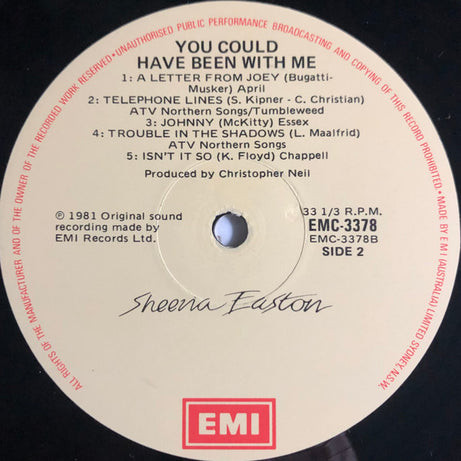 ALL RIGHTS OF THE MANUFACTURER AND OF THE OWNER OF THE RECORDED WORK RESERVED•UNAUTHORISED PUBLIC PERFORMANCE BROADCASTING AND COPYING OF THIS RECORD PROHIBITED.•MADE BY E M I (AUSTRALIA) LIMITED SYDNEY N.S.W.
YOU COULD
HAVE BEEN WITH ME
1: A LETTER FROM JOEY (Bugatti-
Musker) April
2: TELEPHONE LINES (S. Kipner - C. Christian)
ATV Northern Songs/Tumbleweed
3: JOHNNY (McKitty) Essex
4: TROUBLE IN THE SHADOWS (L. Maalfrid)
ATV Northern Songs
5: ISN'T IT SO (K. Floyd) Chappell
Produced by Christopher Neil
℗ 1981 Original sound
recording made by
EMI Records Ltd.
33 1/3 R.P.M.
EMC-3378
EMC-3378B
SIDE 2
Sheena Easton
EMI